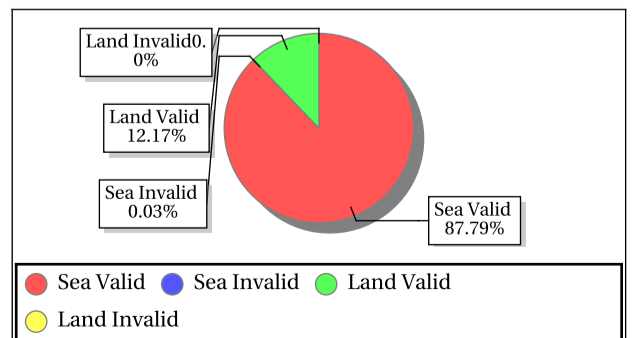 Land Invalid0.
0%
Land Valid
12.17%
Sea Invalid
0.03%
Sea Valid
87.79%
Sea Valid Sea Invalid Land Valid
Land Invalid